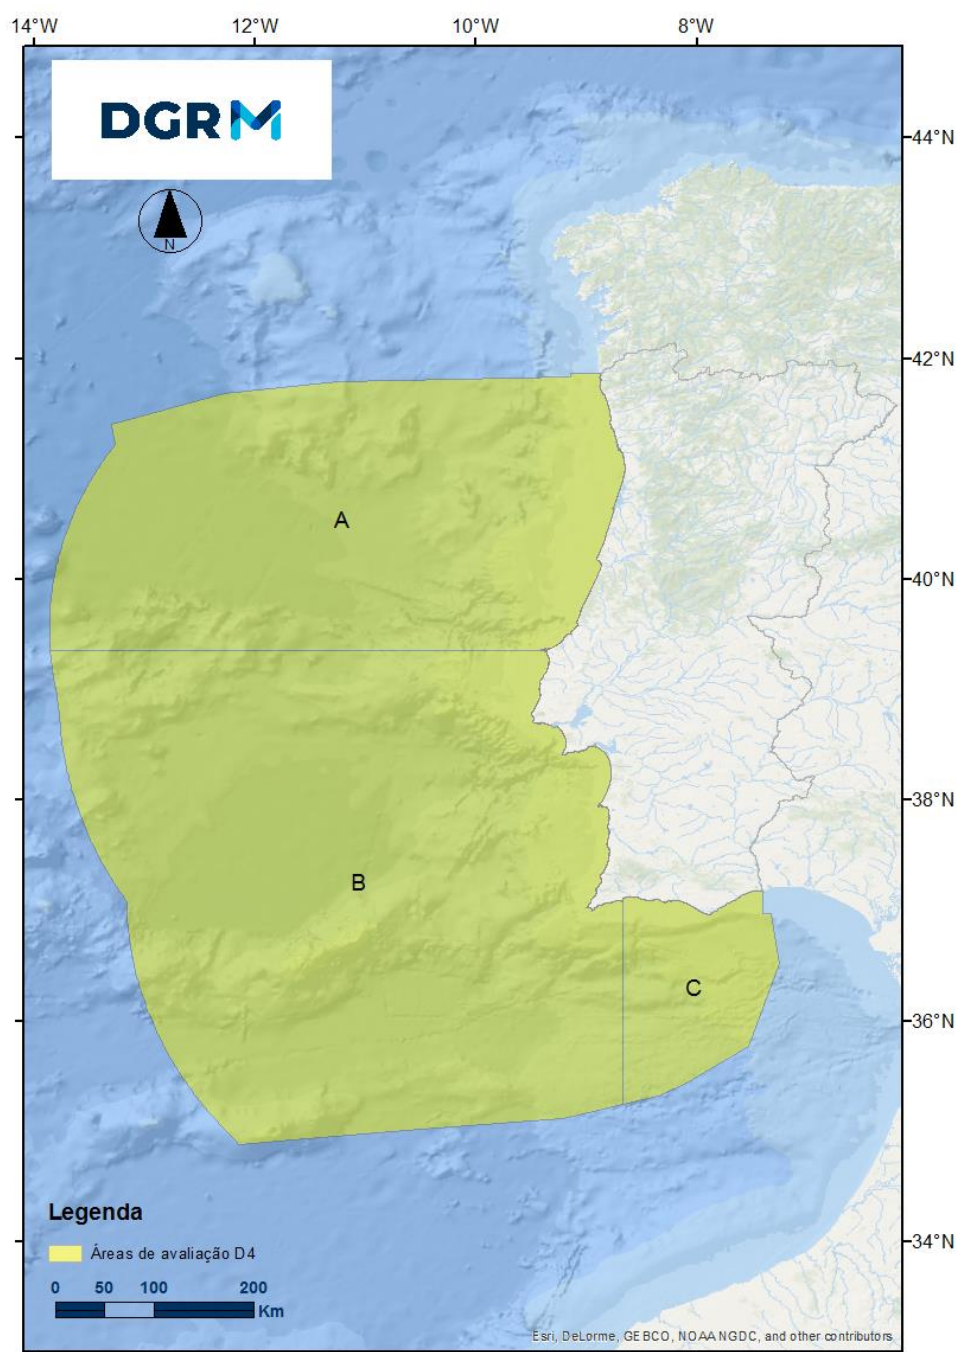 14°W 12°W 10°W 8°W
DGRM
N
44°N
42°N
A
40°N
38°N
B
C
36°N
Legenda
Áreas de avaliação D4
34°N
0 50 100 200
Km
Esri, DeLorme, GEBCO, NOAA NGDC, and other contributors